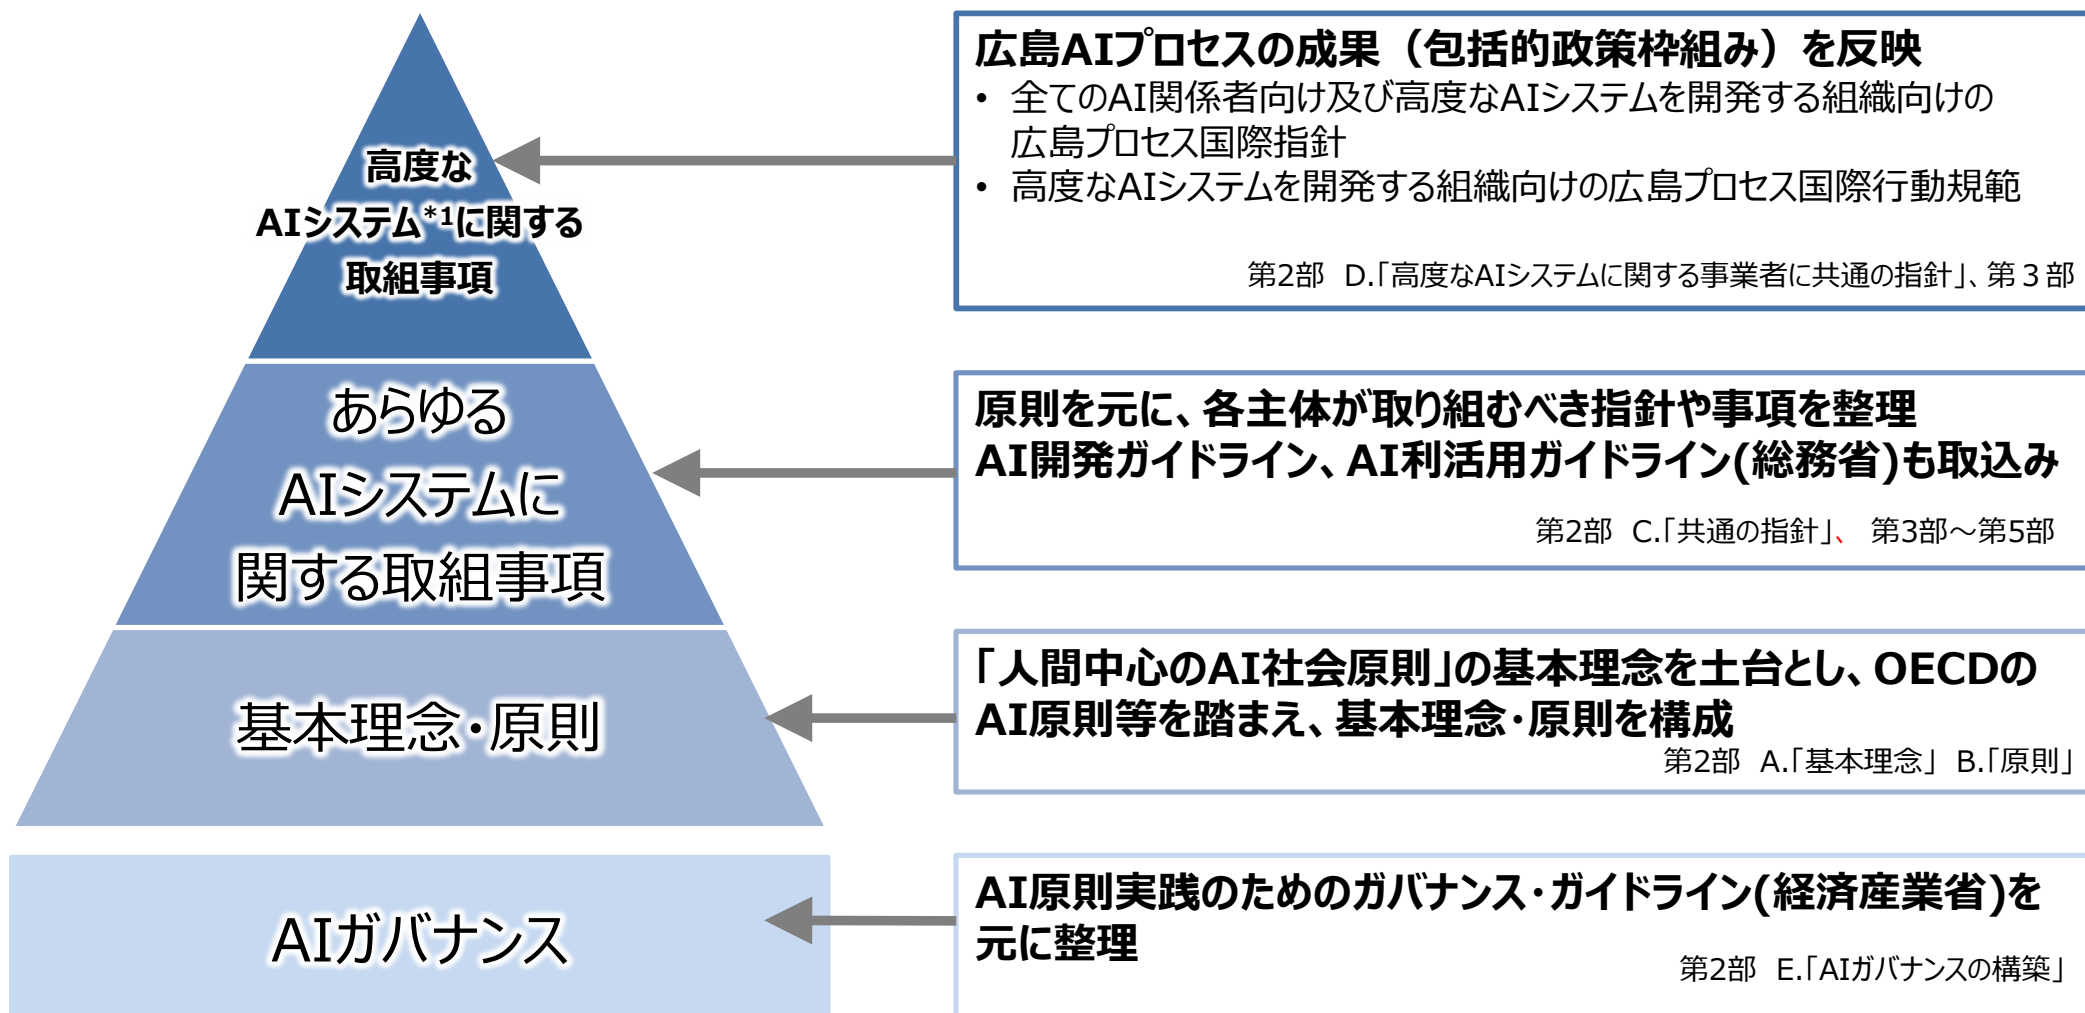 高度な
AIシステム*1に関する
取組事項
広島AIプロセスの成果（包括的政策枠組み）を反映
• 全てのAI関係者向け及び高度なAIシステムを開発する組織向けの
広島プロセス国際指針
• 高度なAIシステムを開発する組織向けの広島プロセス国際行動規範
第2部 D.「高度なAIシステムに関する事業者に共通の指針」、第３部
あらゆる
AIシステムに
関する取組事項
原則を元に、各主体が取り組むべき指針や事項を整理
AI開発ガイドライン、AI利活用ガイドライン(総務省)も取込み
第2部 C.「共通の指針」、 第3部～第5部
基本理念・原則
「人間中心のAI社会原則」の基本理念を土台とし、OECDの
AI原則等を踏まえ、基本理念・原則を構成
第2部 A.「基本理念」 B.「原則」
AIガバナンス
AI原則実践のためのガバナンス・ガイドライン(経済産業省)を
元に整理
第2部 E.「AIガバナンスの構築」